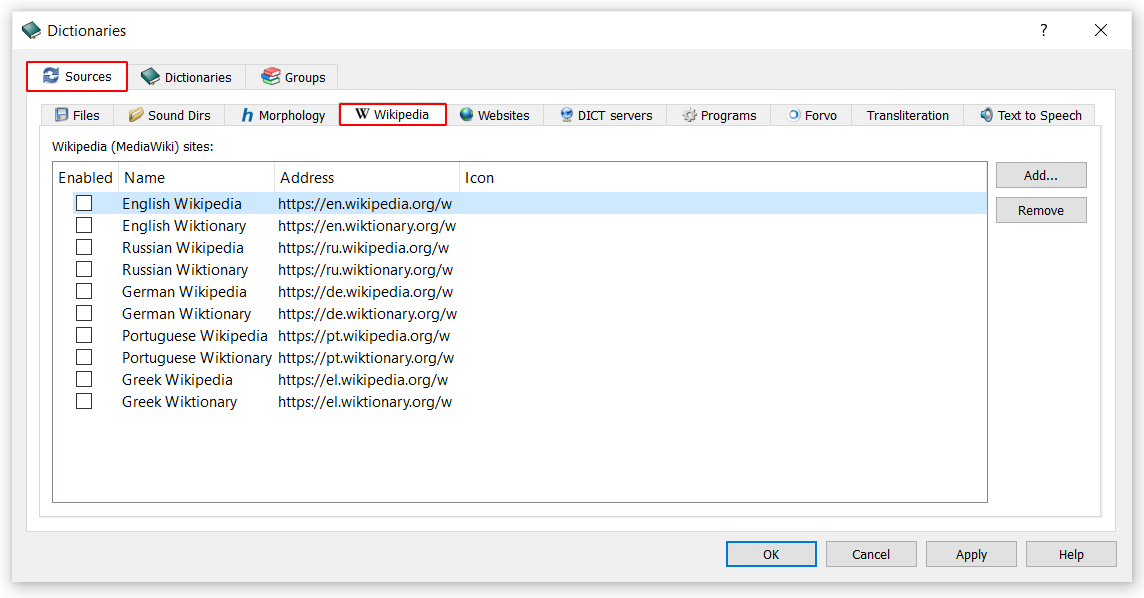 Dictionaries ?
Sources Dictionaries Groups
Files Sound Dirs Morphology Wikipedia Websites DICT servers Programs Forvo Transliteration Text to Speech
Wikipedia (MediaWiki) sites:
Enabled Name Address Icon
English Wikipedia https://en.wikipedia.org/w
English Wiktionary https://en.wiktionary.org/w
Russian Wikipedia https://ru.wikipedia.org/w
Russian Wiktionary https://ru.wiktionary.org/w
German Wikipedia https://de.wikipedia.org/w
German Wiktionary https://de.wiktionary.org/w
Portuguese Wikipedia https://pt.wikipedia.org/w
Portuguese Wiktionary https://pt.wiktionary.org/w
Greek Wikipedia https://el.wikipedia.org/w
Greek Wiktionary https://el.wiktionary.org/w
Add...
Remove
OK Cancel Apply Help